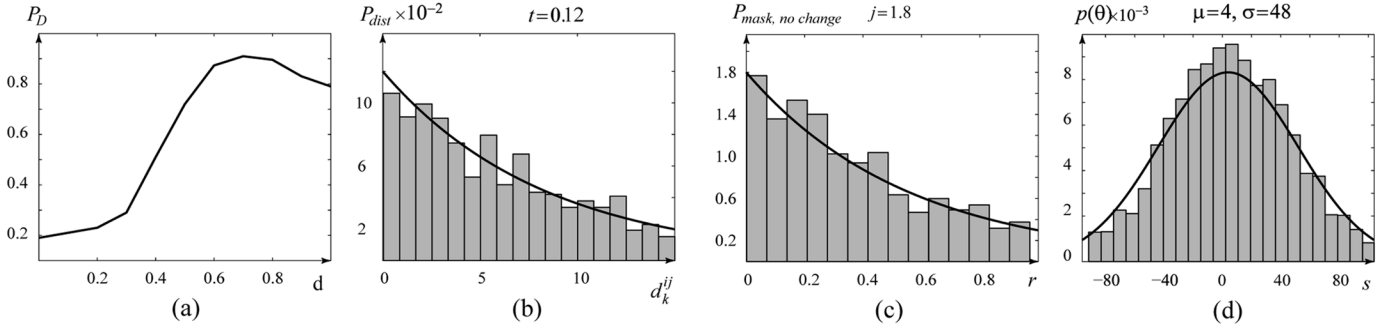 P_D
0.8
0.6
0.4
0.2
0.2 0.4 0.6 0.8 d
(a)
P_dist ×10⁻² t=0.12
10
6
2
5 10 d_k^{ij}
(b)
P_mask, no change j=1.8
1.8
1.4
1.0
0.6
0.2
0 0.2 0.4 0.6 0.8 r
(c)
p(θ)×10⁻³ μ=4, σ=48
8
6
4
2
0
−80 −40 0 40 80 s
(d)